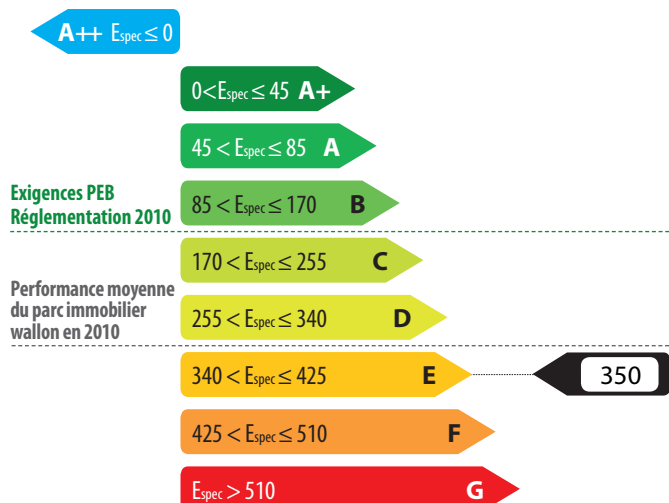 A++ Espec ≤ 0
0<Espec ≤ 45 A+
45 < Espec ≤ 85 A
Exigences PEB
Réglementation 2010
85 < Espec ≤ 170 B
170 < Espec ≤ 255 C
Performance moyenne
du parc immobilier
wallon en 2010
255 < Espec ≤ 340 D
340 < Espec ≤ 425 E
350
425 < Espec ≤ 510 F
Espec > 510 G